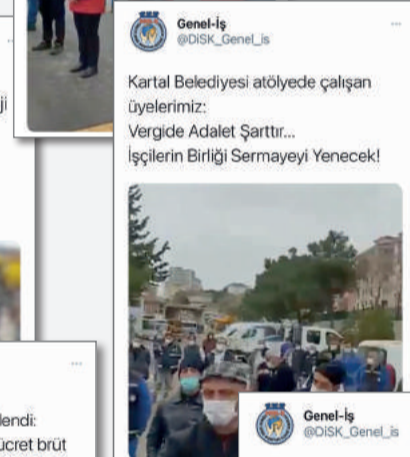 Genel-İş
@DiSK_Genel_is
Kartal Belediyesi atölyede çalışan
üyelerimiz:
Vergide Adalet Şarttır...
İşçilerin Birliği Sermayeyi Yenecek!
lendi:
ücret brüt
Genel-İş
@DiSK_Genel_is